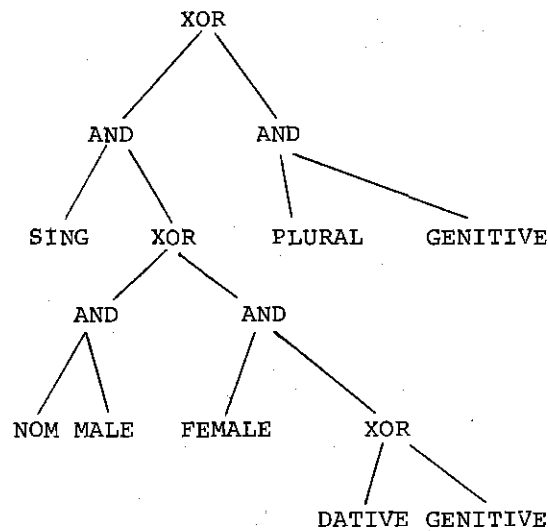 XOR
AND AND
SING XOR PLURAL GENITIVE
AND AND
NOM MALE FEMALE XOR
DATIVE GENITIVE